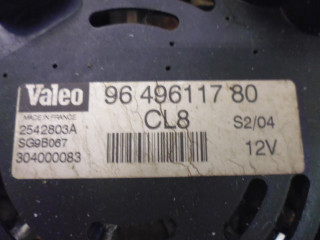 Valeo 96 496117 80
MADE IN FRANCE CL8 S2/04
2542803A
SG9B067 12V
304000083